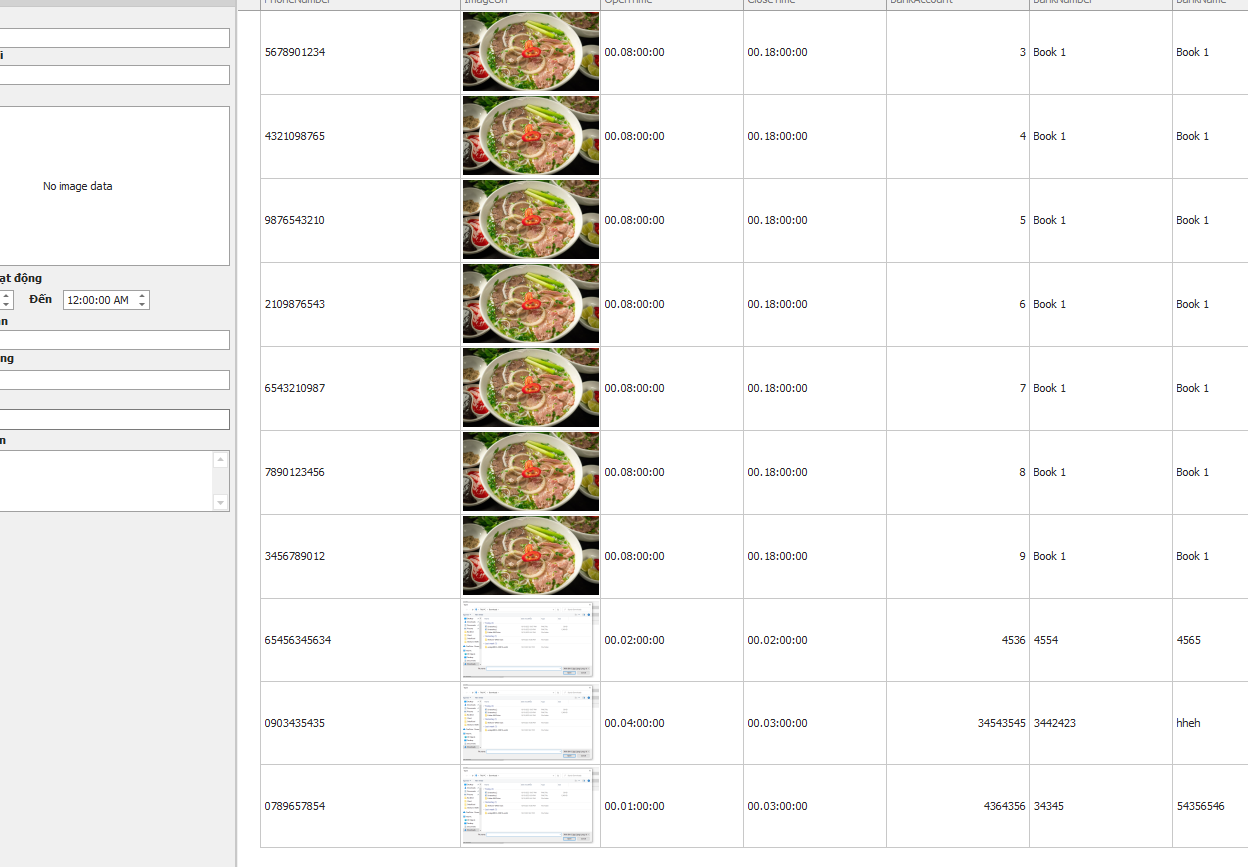 PhoneNumber ImageUrl OpenTime CloseTime BankAccount BankNumber BankName
i
No image data
ạt động
Đến 12:00:00 AM
n
ng
n
5678901234 00.08:00:00 00.18:00:00 3 Book 1 Book 1
4321098765 00.08:00:00 00.18:00:00 4 Book 1 Book 1
9876543210 00.08:00:00 00.18:00:00 5 Book 1 Book 1
2109876543 00.08:00:00 00.18:00:00 6 Book 1 Book 1
6543210987 00.08:00:00 00.18:00:00 7 Book 1 Book 1
7890123456 00.08:00:00 00.18:00:00 8 Book 1 Book 1
3456789012 00.08:00:00 00.18:00:00 9 Book 1 Book 1
65456345634 00.02:00:00 00.02:00:00 4536 4554 4565
0903435435 00.04:00:00 00.03:00:00 34543545 3442423 hheh
0789657854 00.01:00:00 00.03:00:00 4364356 34345 54356546